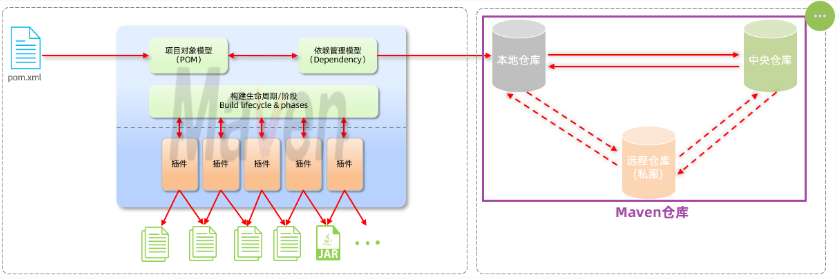 pom.xml
项目对象模型
(POM)
依赖管理模型
(Dependency)
构建生命周期/阶段
Build lifecycle & phases
Maven
插件
插件
插件
插件
插件
JAR
本地仓库
中央仓库
远程仓库
(私服)
Maven仓库